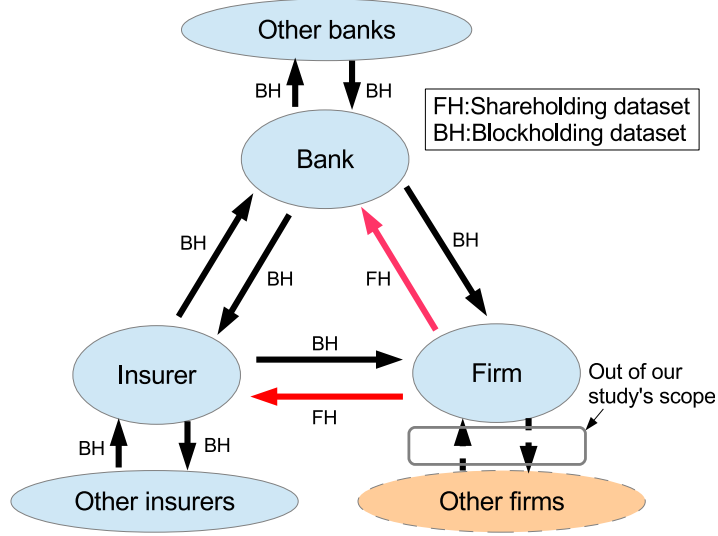 Other banks
BH
BH
FH:Shareholding dataset
BH:Blockholding dataset
Bank
BH
BH
FH
BH
Insurer
BH
FH
Firm
Out of our
study's scope
BH
BH
Other insurers
Other firms